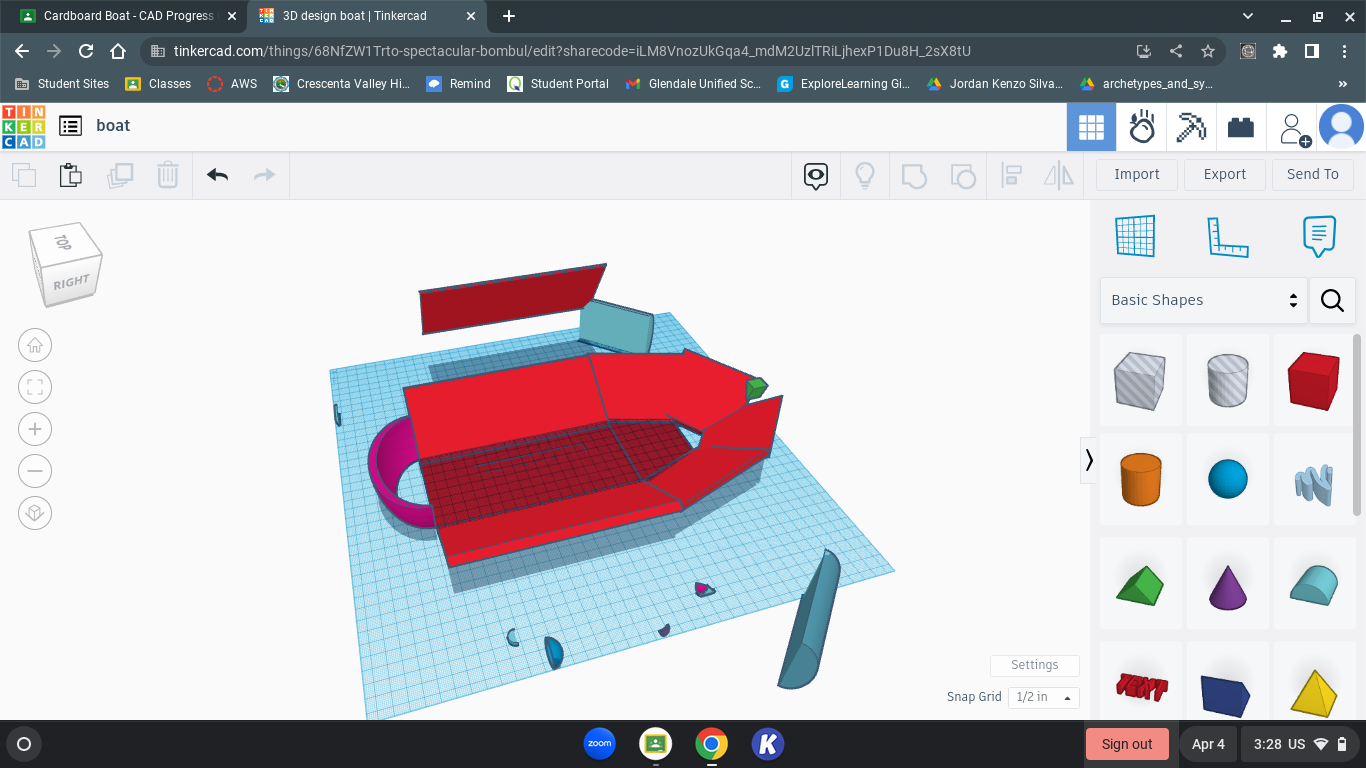 Cardboard Boat - CAD Progress
3D design boat | Tinkercad
tinkercad.com/things/68NfZW1Trto-spectacular-bombul/edit?sharecode=iLM8VnozUkGqa4_mdM2UzlTRiLjhexP1Du8H_2sX8tU
Student Sites Classes AWS Crescenta Valley Hi... Remind Student Portal Glendale Unified Sc... ExploreLearning Gi... Jordan Kenzo Silva... archetypes_and_sy... »
TIN
KER
CAD
boat
Import Export Send To
TOP
RIGHT
Basic Shapes
TEXT
Settings
Snap Grid 1/2 in
zoom
K
Sign out Apr 4 3:28 US